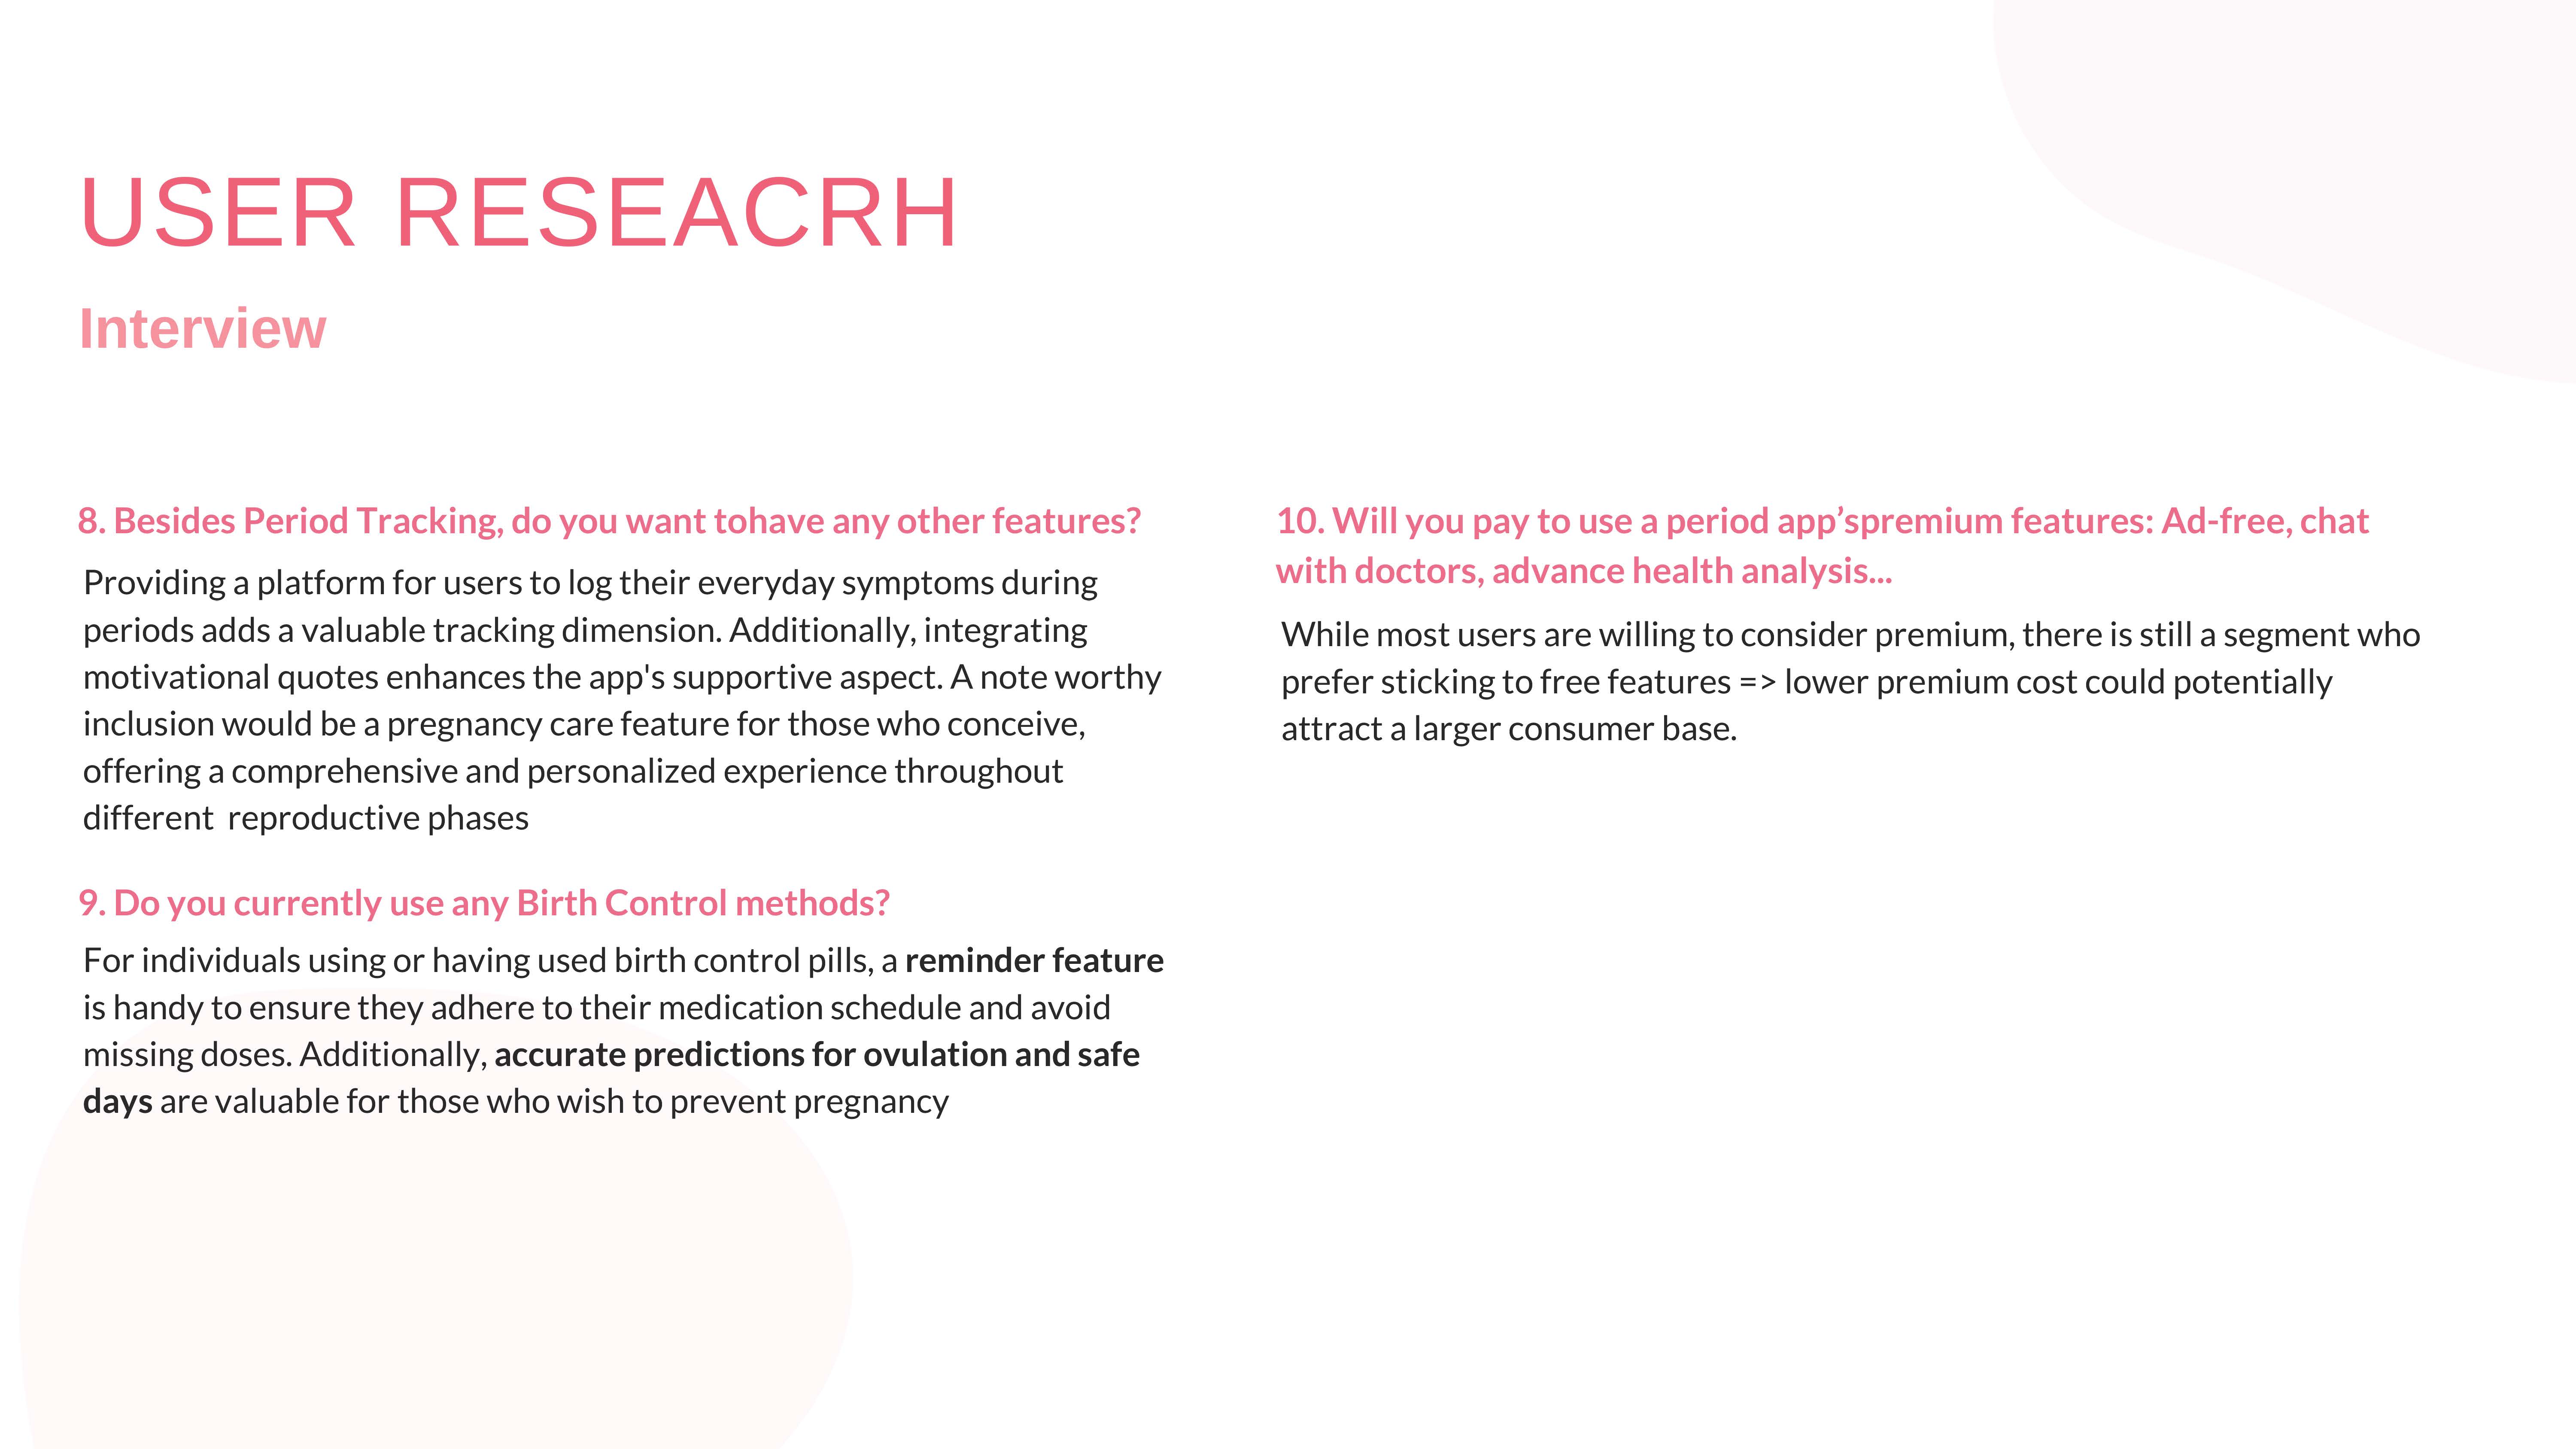 USER RESEACRH
Interview
8. Besides Period Tracking, do you want tohave any other features?
Providing a platform for users to log their everyday symptoms during
periods adds a valuable tracking dimension. Additionally, integrating
motivational quotes enhances the app's supportive aspect. A note worthy
inclusion would be a pregnancy care feature for those who conceive,
offering a comprehensive and personalized experience throughout
different  reproductive phases
9. Do you currently use any Birth Control methods?
For individuals using or having used birth control pills, a reminder feature
is handy to ensure they adhere to their medication schedule and avoid
missing doses. Additionally, accurate predictions for ovulation and safe
days are valuable for those who wish to prevent pregnancy
10. Will you pay to use a period app’spremium features: Ad-free, chat
with doctors, advance health analysis...
While most users are willing to consider premium, there is still a segment who
prefer sticking to free features => lower premium cost could potentially
attract a larger consumer base.